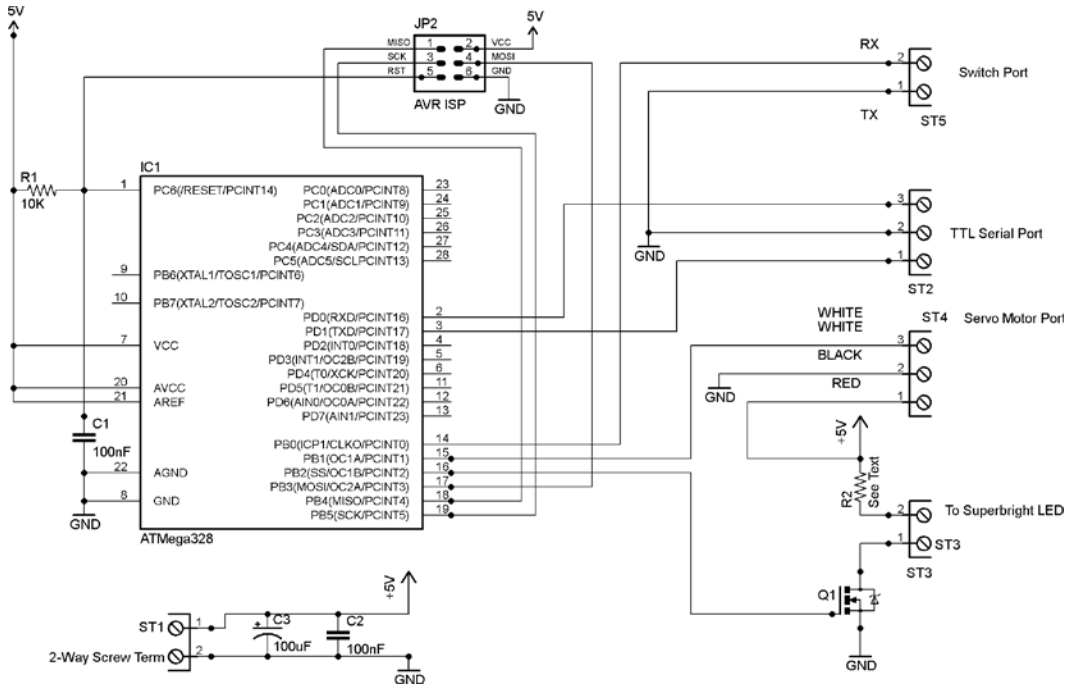 5V
JP2
5V
MISO 1 2 VCC
SCK 3 4 MOSI
RST 5 6 GND
AVR ISP
GND
RX
2
Switch Port
1
TX
ST5
R1
10K
IC1
1 PC6(/RESET/PCINT14)
9 PB6(XTAL1/TOSC1/PCINT6)
10 PB7(XTAL2/TOSC2/PCINT7)
7 VCC
20 AVCC
21 AREF
22 AGND
8 GND
PC0(ADC0/PCINT8) 23
PC1(ADC1/PCINT9) 24
PC2(ADC2/PCINT10) 25
PC3(ADC3/PCINT11) 26
PC4(ADC4/SDA/PCINT12) 27
PC5(ADC5/SCLPCINT13) 28
PD0(RXD/PCINT16) 2
PD1(TXD/PCINT17) 3
PD2(INT0/PCINT18) 4
PD3(INT1/OC2B/PCINT19) 5
PD4(T0/XCK/PCINT20) 6
PD5(T1/OC0B/PCINT21) 11
PD6(AIN0/OC0A/PCINT22) 12
PD7(AIN1/PCINT23) 13
PB0(ICP1/CLKO/PCINT0) 14
PB1(OC1A/PCINT1) 15
PB2(SS/OC1B/PCINT2) 16
PB3(MOSI/OC2A/PCINT3) 17
PB4(MISO/PCINT4) 18
PB5(SCK/PCINT5) 19
ATMega328
C1
100nF
GND
3
2
TTL Serial Port
1
GND
ST2
WHITE
WHITE
ST4 Servo Motor Port
3
BLACK
2
RED
1
GND
+5V
R2
See Text
2
To Superbright LED
1
ST3
ST3
Q1
GND
+5V
ST1 1
C3
100uF
C2
100nF
2
2-Way Screw Term
GND